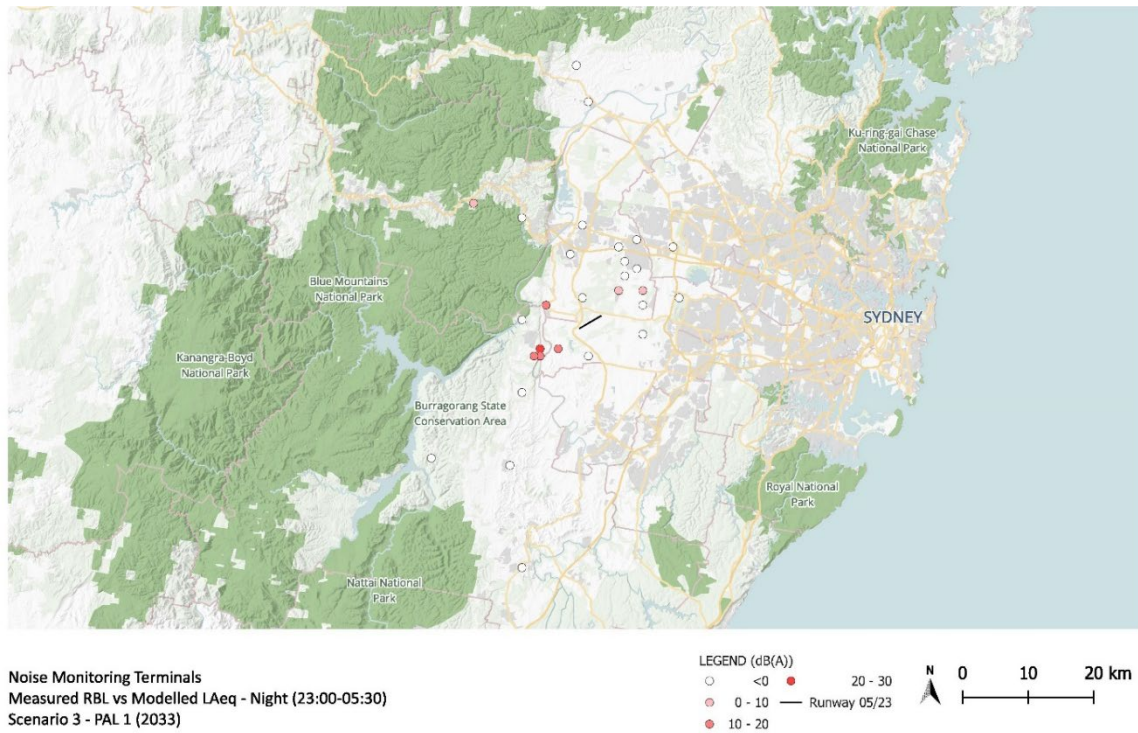 Ku-ring-gai Chase
National Park
Blue Mountains
National Park
SYDNEY
Kanangra-Boyd
National Park
Burragorang State
Conservation Area
Royal National
Park
Nattai National
Park
Noise Monitoring Terminals
Measured RBL vs Modelled LAeq - Night (23:00-05:30)
Scenario 3 - PAL 1 (2033)
LEGEND (dB(A))
<0 20 - 30
0 - 10 Runway 05/23
10 - 20
N 0 10 20 km